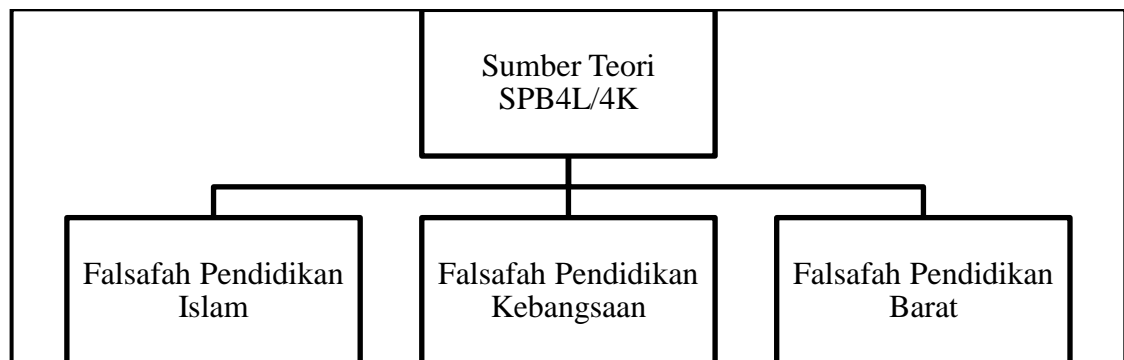 Sumber Teori
SPB4L/4K
Falsafah Pendidikan
Islam
Falsafah Pendidikan
Kebangsaan
Falsafah Pendidikan
Barat